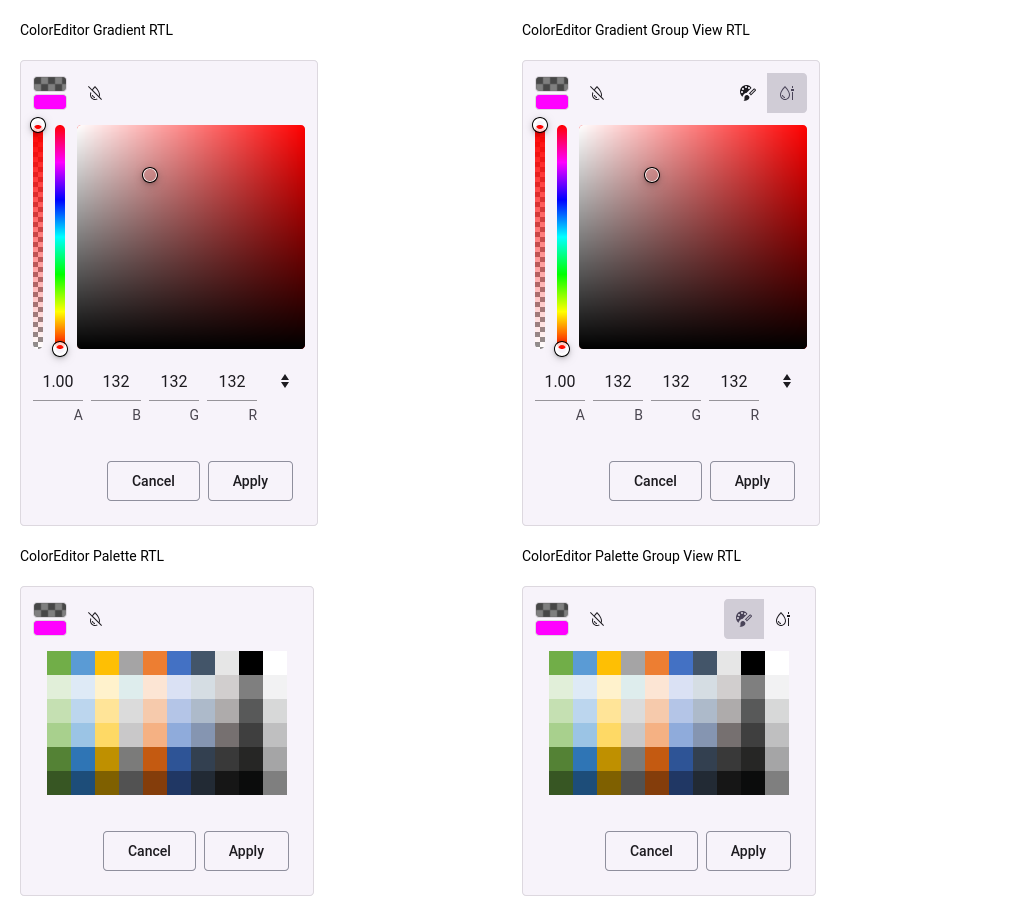 ColorEditor Gradient RTL
1.00 132 132 132
A B G R
Cancel Apply
ColorEditor Gradient Group View RTL
1.00 132 132 132
A B G R
Cancel Apply
ColorEditor Palette RTL
Cancel Apply
ColorEditor Palette Group View RTL
Cancel Apply